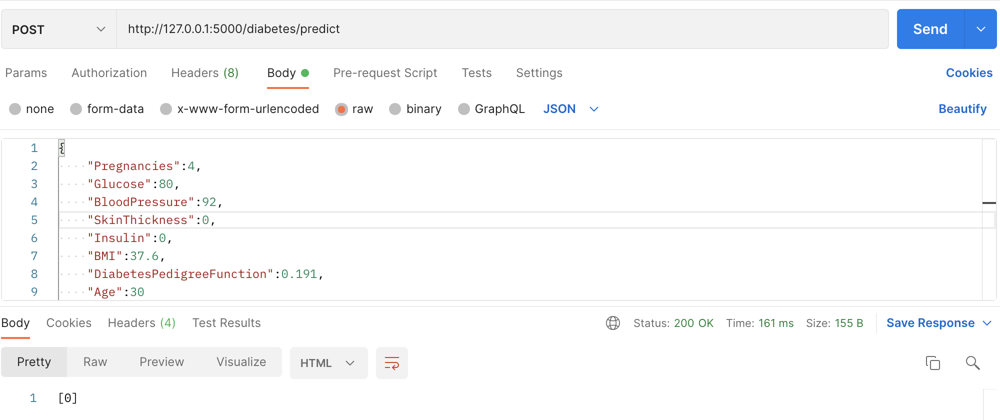 POST http://127.0.0.1:5000/diabetes/predict Send
Params Authorization Headers (8) Body Pre-request Script Tests Settings Cookies
none form-data x-www-form-urlencoded raw binary GraphQL JSON Beautify
1 {
2 "Pregnancies":4,
3 "Glucose":80,
4 "BloodPressure":92,
5 "SkinThickness":0,
6 "Insulin":0,
7 "BMI":37.6,
8 "DiabetesPedigreeFunction":0.191,
9 "Age":30
Body Cookies Headers (4) Test Results Status: 200 OK Time: 161 ms Size: 155 B Save Response
Pretty Raw Preview Visualize HTML
1 [0]